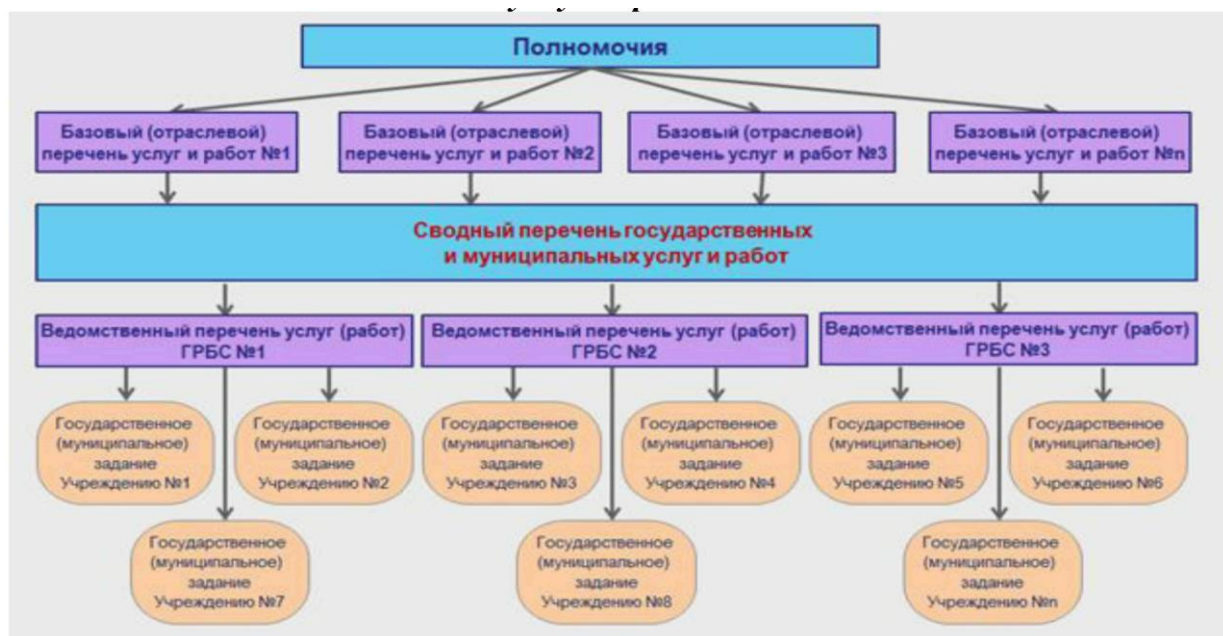 Полномочия
Базовый (отраслевой)
перечень услуг и работ №1
Базовый (отраслевой)
перечень услуг и работ №2
Базовый (отраслевой)
перечень услуг и работ №3
Базовый (отраслевой)
перечень услуг и работ №n
Сводный перечень государственных
и муниципальных услуг и работ
Ведомственный перечень услуг (работ)
ГРБС №1
Ведомственный перечень услуг (работ)
ГРБС №2
Ведомственный перечень услуг (работ)
ГРБС №3
Государственное
(муниципальное)
задание
Учреждению №1
Государственное
(муниципальное)
задание
Учреждению №2
Государственное
(муниципальное)
задание
Учреждению №3
Государственное
(муниципальное)
задание
Учреждению №4
Государственное
(муниципальное)
задание
Учреждению №5
Государственное
(муниципальное)
задание
Учреждению №6
Государственное
(муниципальное)
задание
Учреждению №7
Государственное
(муниципальное)
задание
Учреждению №8
Государственное
(муниципальное)
задание
Учреждению №n